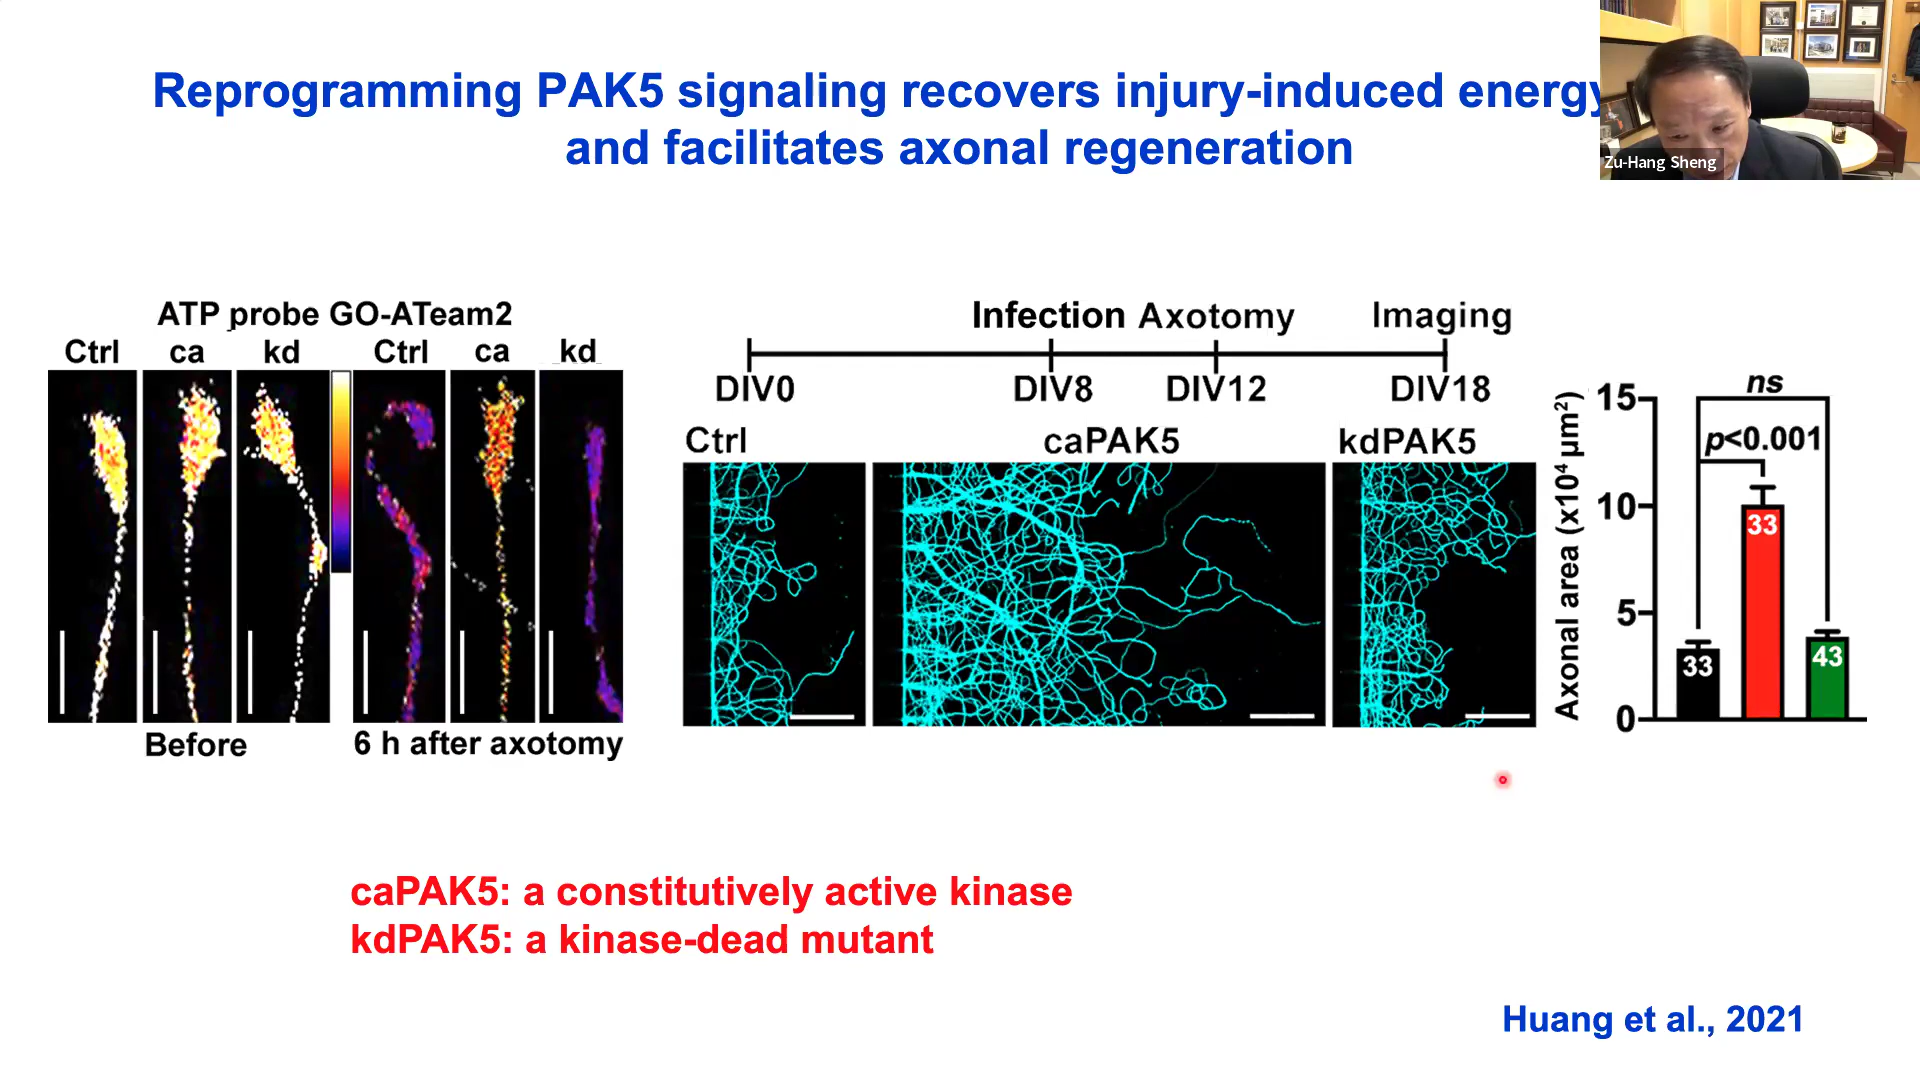 Reprogramming PAK5 signaling recovers injury-induced energy
and facilitates axonal regeneration
Zu-Hang Sheng
ATP probe GO-ATeam2
Ctrl ca kd Ctrl ca kd
Before
6 h after axotomy
Infection Axotomy Imaging
DIV0 DIV8 DIV12 DIV18
Ctrl caPAK5 kdPAK5
Axonal area (x10⁴ µm²)
15
10
5
0
ns
p<0.001
33
33
43
caPAK5: a constitutively active kinase
kdPAK5: a kinase-dead mutant
Huang et al., 2021